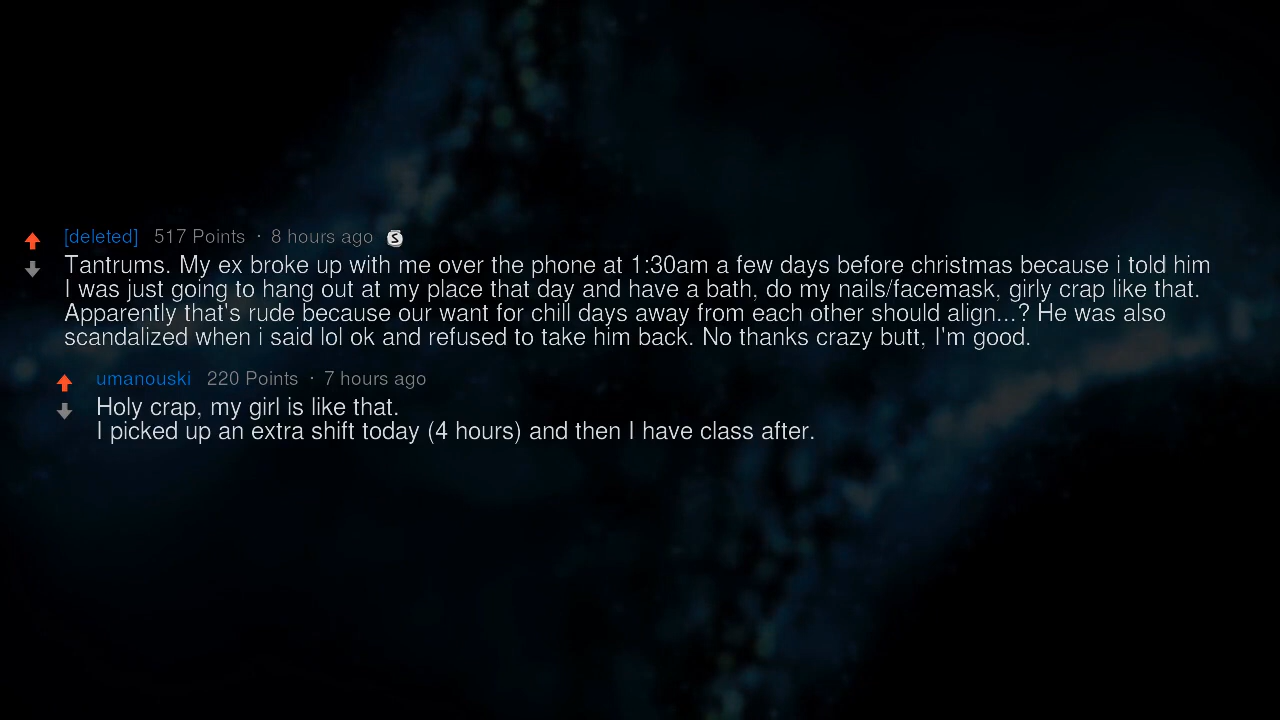 [deleted] 517 Points · 8 hours ago S
Tantrums. My ex broke up with me over the phone at 1:30am a few days before christmas because i told him
I was just going to hang out at my place that day and have a bath, do my nails/facemask, girly crap like that.
Apparently that's rude because our want for chill days away from each other should align...? He was also
scandalized when i said lol ok and refused to take him back. No thanks crazy butt, I'm good.
umanouski 220 Points · 7 hours ago
Holy crap, my girl is like that.
I picked up an extra shift today (4 hours) and then I have class after.